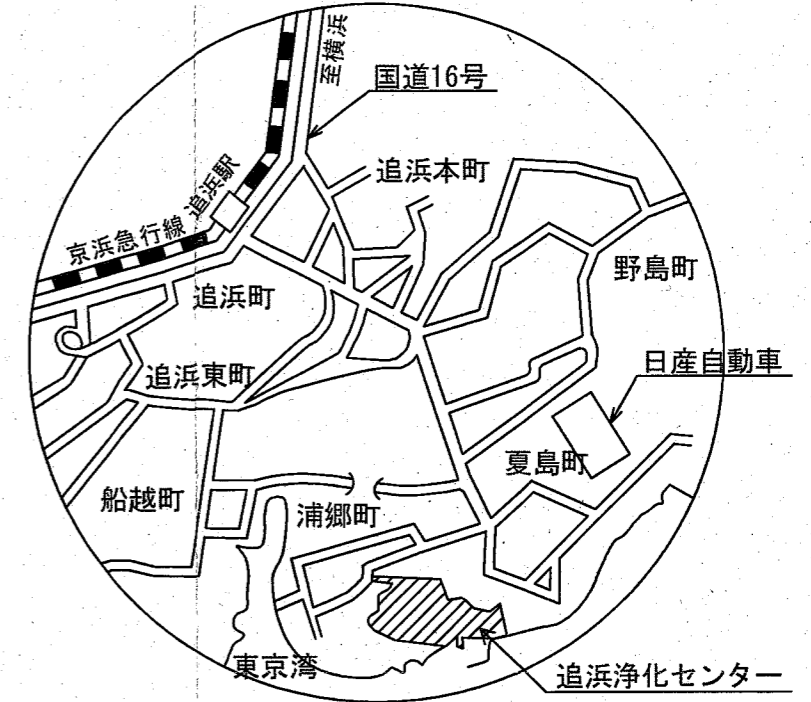 至横浜
国道16号
追浜駅
追浜本町
京浜急行線
野島町
追浜町
日産自動車
追浜東町
夏島町
船越町
浦郷町
東京湾
追浜浄化センター